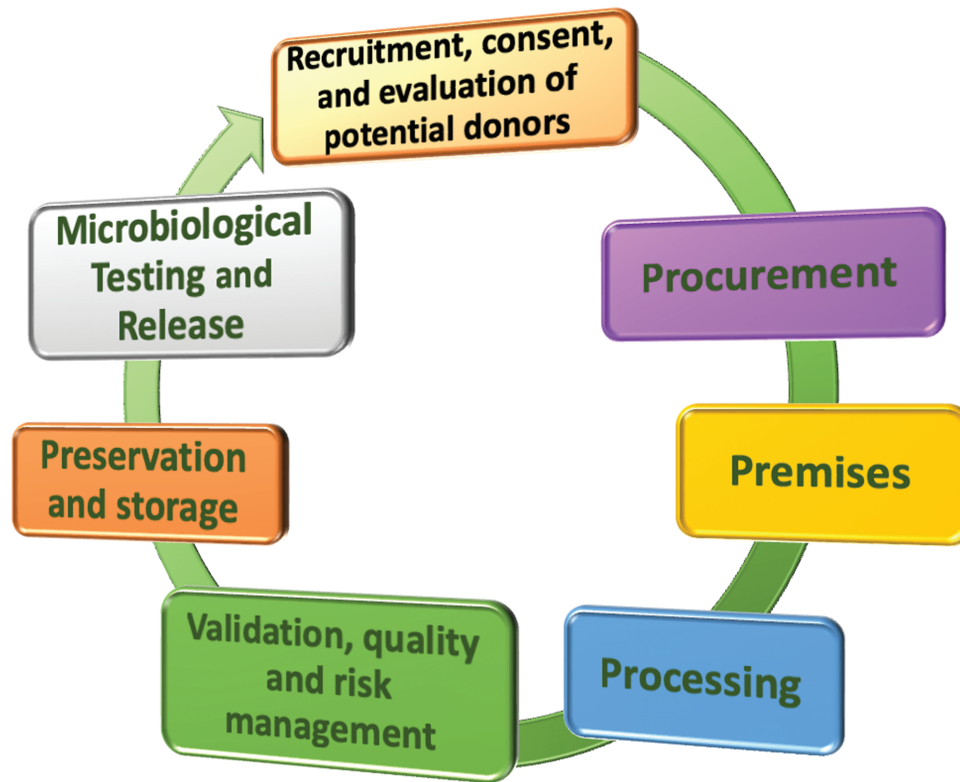 Recruitment, consent,
and evaluation of
potential donors
Procurement
Premises
Processing
Validation, quality
and risk
management
Preservation
and storage
Microbiological
Testing and
Release